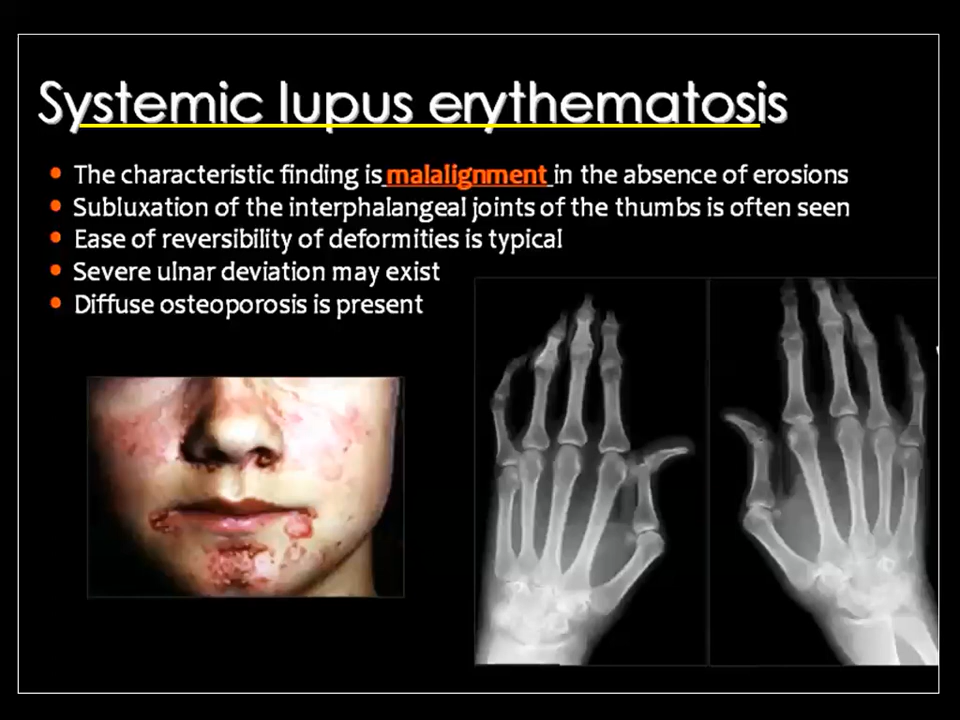 Systemic lupus erythematosis
The characteristic finding is malalignment in the absence of erosions
Subluxation of the interphalangeal joints of the thumbs is often seen
Ease of reversibility of deformities is typical
Severe ulnar deviation may exist
Diffuse osteoporosis is present